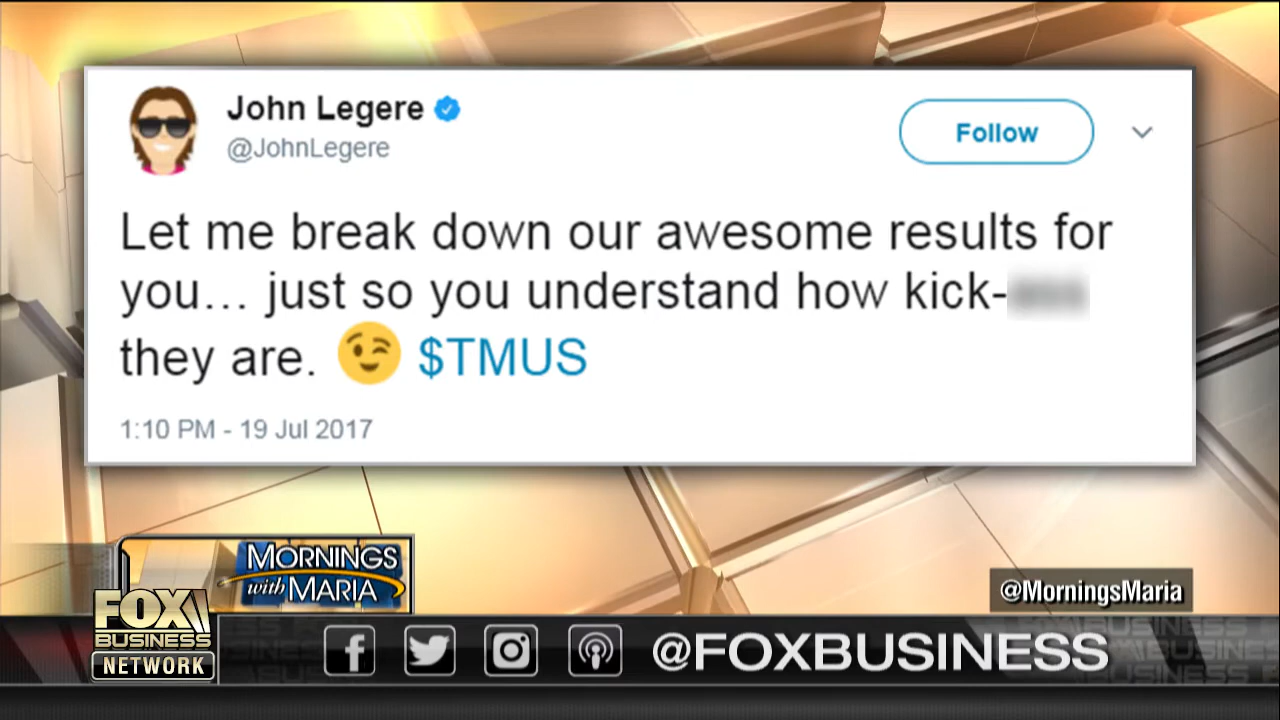 John Legere
@JohnLegere
Follow
Let me break down our awesome results for
you... just so you understand how kick-
they are. 😉 $TMUS
1:10 PM - 19 Jul 2017
MORNINGS
with MARIA
@MorningsMaria
FOX
BUSINESS
NETWORK
@FOXBUSINESS